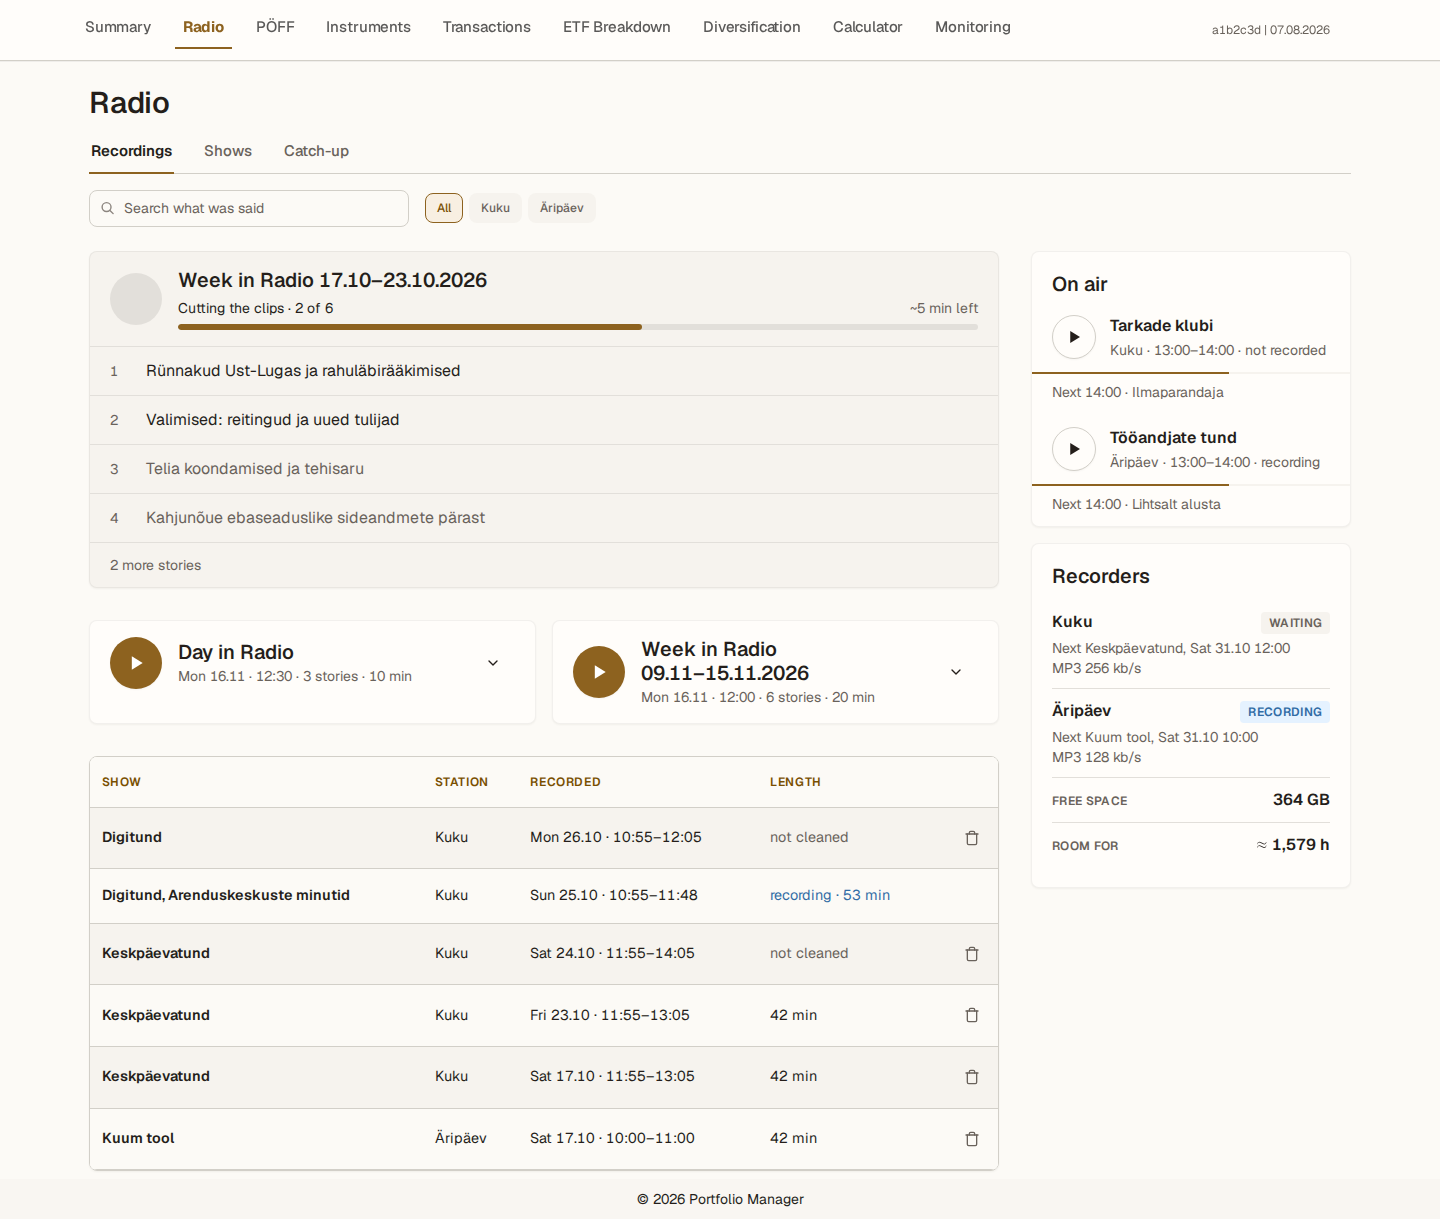 Summary Radio PÖFF Instruments Transactions ETF Breakdown Diversification Calculator Monitoring a1b2c3d | 07.08.2026
Radio
Recordings Shows Catch-up
Search what was said All Kuku Äripäev
Week in Radio 17.10–23.10.2026
Cutting the clips · 2 of 6 ~5 min left
1 Rünnakud Ust-Lugas ja rahuläbirääkimised
2 Valimised: reitingud ja uued tulijad
3 Telia koondamised ja tehisaru
4 Kahjunõue ebaseaduslike sideandmete pärast
2 more stories
Day in Radio
Mon 16.11 · 12:30 · 3 stories · 10 min
Week in Radio
09.11–15.11.2026
Mon 16.11 · 12:00 · 6 stories · 20 min
SHOW STATION RECORDED LENGTH
Digitund Kuku Mon 26.10 · 10:55–12:05 not cleaned
Digitund, Arenduskeskuste minutid Kuku Sun 25.10 · 10:55–11:48 recording · 53 min
Keskpäevatund Kuku Sat 24.10 · 11:55–14:05 not cleaned
Keskpäevatund Kuku Fri 23.10 · 11:55–13:05 42 min
Keskpäevatund Kuku Sat 17.10 · 11:55–13:05 42 min
Kuum tool Äripäev Sat 17.10 · 10:00–11:00 42 min
On air
Tarkade klubi
Kuku · 13:00–14:00 · not recorded
Next 14:00 · Ilmaparandaja
Tööandjate tund
Äripäev · 13:00–14:00 · recording
Next 14:00 · Lihtsalt alusta
Recorders
Kuku WAITING
Next Keskpäevatund, Sat 31.10 12:00
MP3 256 kb/s
Äripäev RECORDING
Next Kuum tool, Sat 31.10 10:00
MP3 128 kb/s
FREE SPACE 364 GB
ROOM FOR ≈ 1,579 h
© 2026 Portfolio Manager